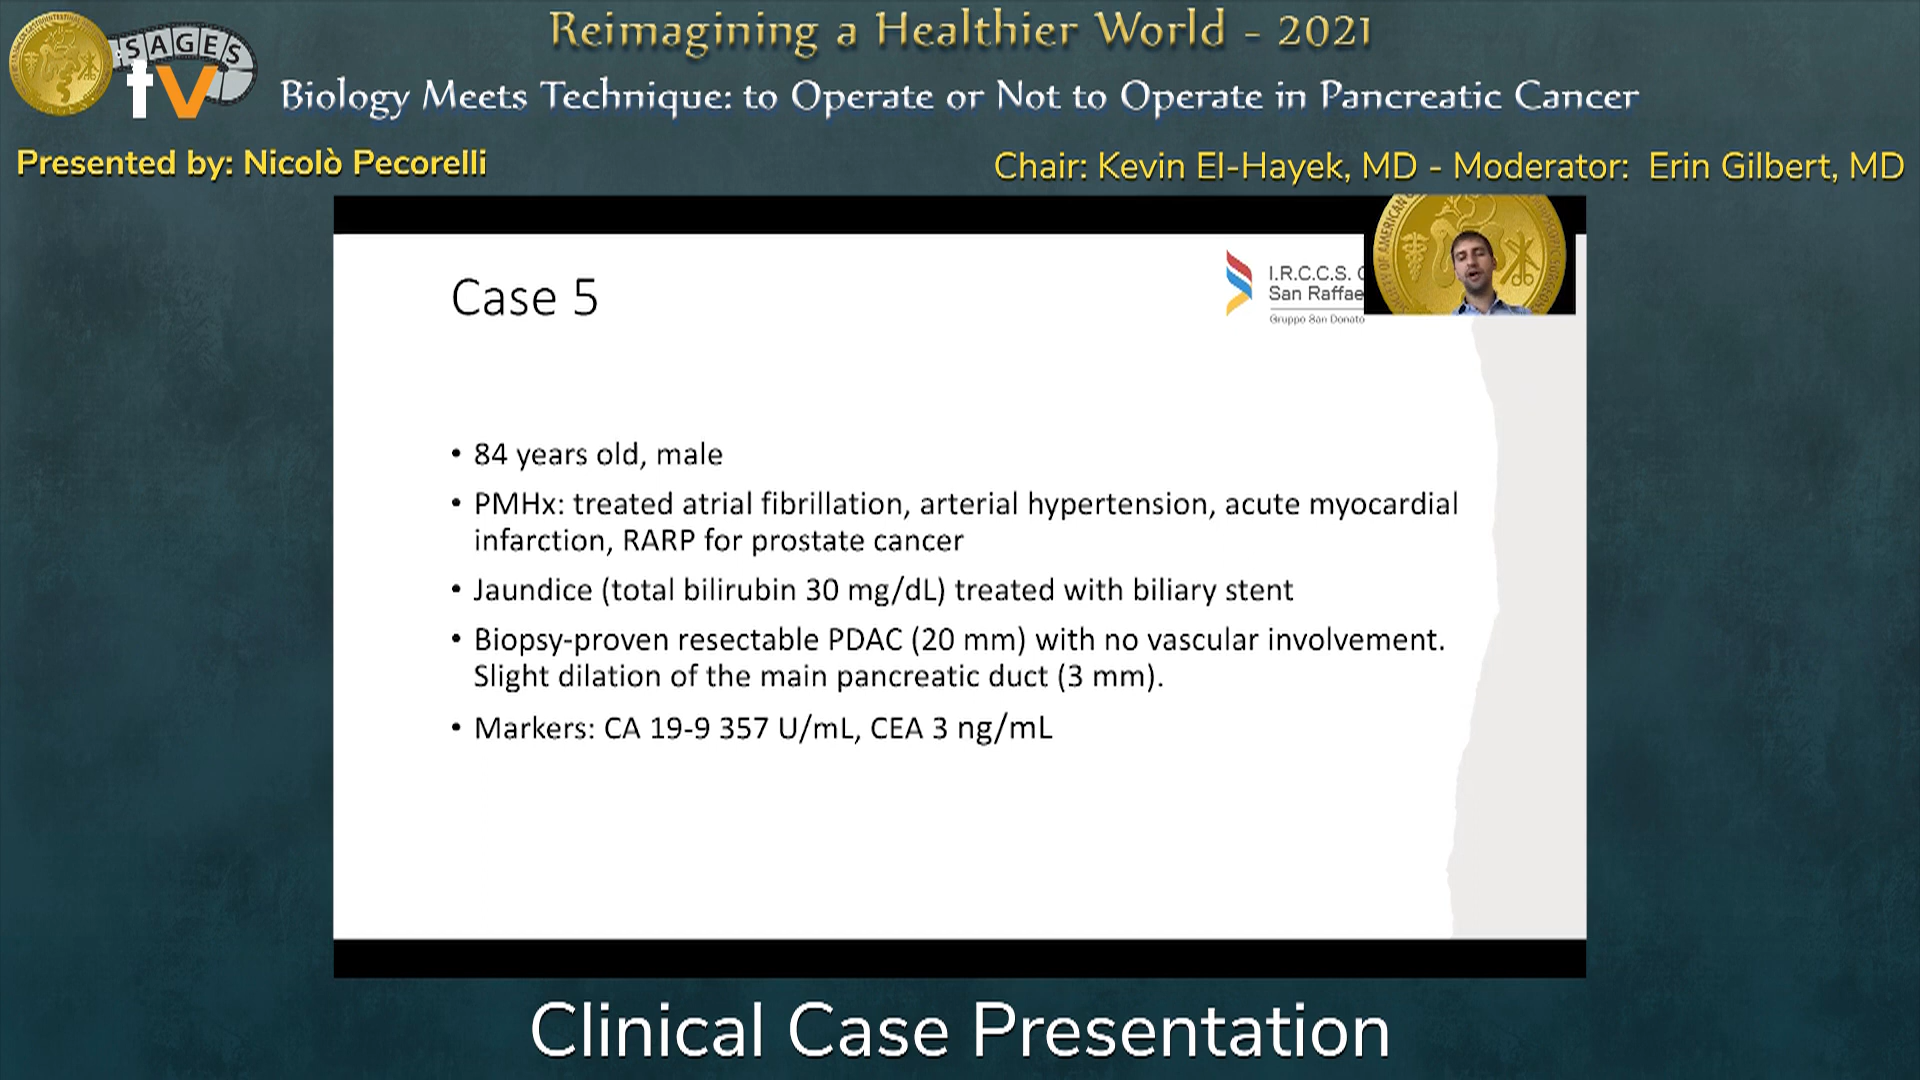 Reimagining a Healthier World - 2021
SAGES
tv
Biology Meets Technique: to Operate or Not to Operate in Pancreatic Cancer
Presented by: Nicolò Pecorelli
Chair: Kevin El-Hayek, MD - Moderator: Erin Gilbert, MD
Case 5
I.R.C.C.S.
San Raffae
Gruppo San Donato
OF AMERICAN
• 84 years old, male
• PMHx: treated atrial fibrillation, arterial hypertension, acute myocardial
infarction, RARP for prostate cancer
• Jaundice (total bilirubin 30 mg/dL) treated with biliary stent
• Biopsy-proven resectable PDAC (20 mm) with no vascular involvement.
Slight dilation of the main pancreatic duct (3 mm).
• Markers: CA 19-9 357 U/mL, CEA 3 ng/mL
Clinical Case Presentation